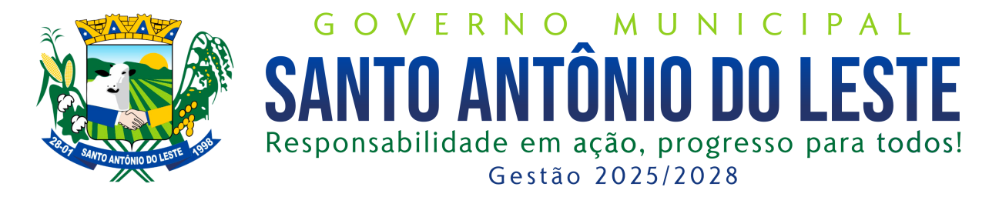 GOVERNO MUNICIPAL
SANTO ANTÔNIO DO LESTE
Responsabilidade em ação, progresso para todos!
Gestão 2025/2028
28-01 SANTO ANTÔNIO DO LESTE 1998